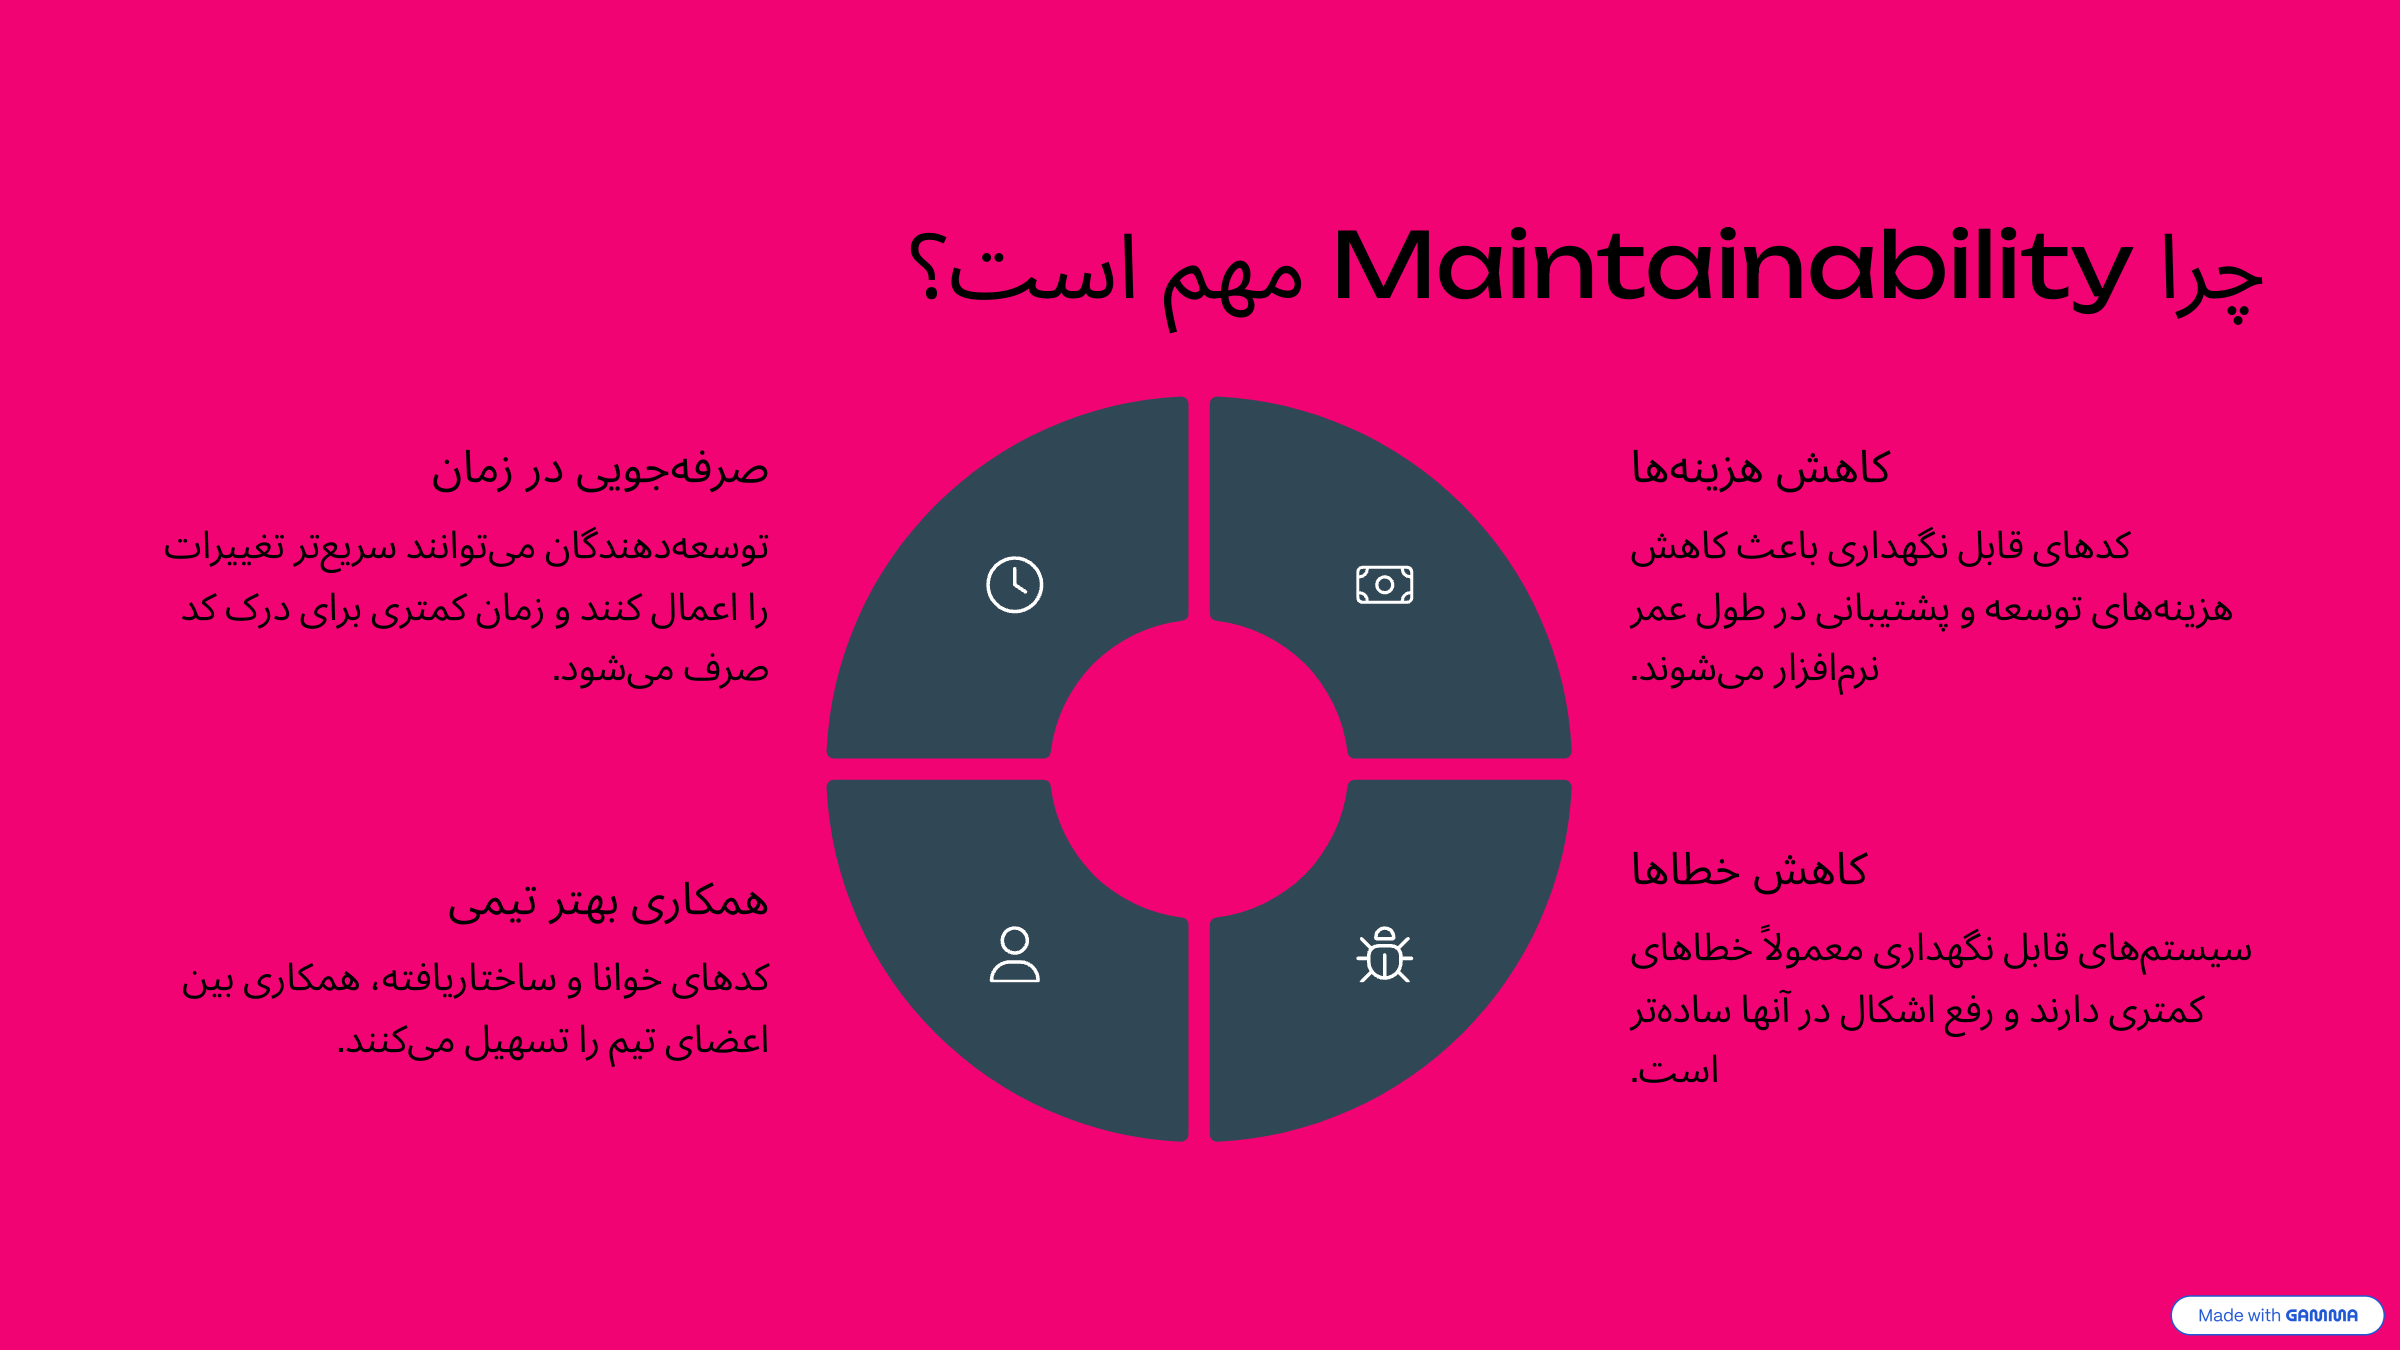 چرا Maintainability مهم است؟
کاهش هزینه‌ها
کدهای قابل نگهداری باعث کاهش
هزینه‌های توسعه و پشتیبانی در طول عمر
نرم‌افزار می‌شوند.
صرفه‌جویی در زمان
توسعه‌دهندگان می‌توانند سریع‌تر تغییرات
را اعمال کنند و زمان کمتری برای درک کد
صرف می‌شود.
کاهش خطاها
سیستم‌های قابل نگهداری معمولاً خطاهای
کمتری دارند و رفع اشکال در آنها ساده‌تر
است.
همکاری بهتر تیمی
کدهای خوانا و ساختاریافته، همکاری بین
اعضای تیم را تسهیل می‌کنند.
Made with GAMMA